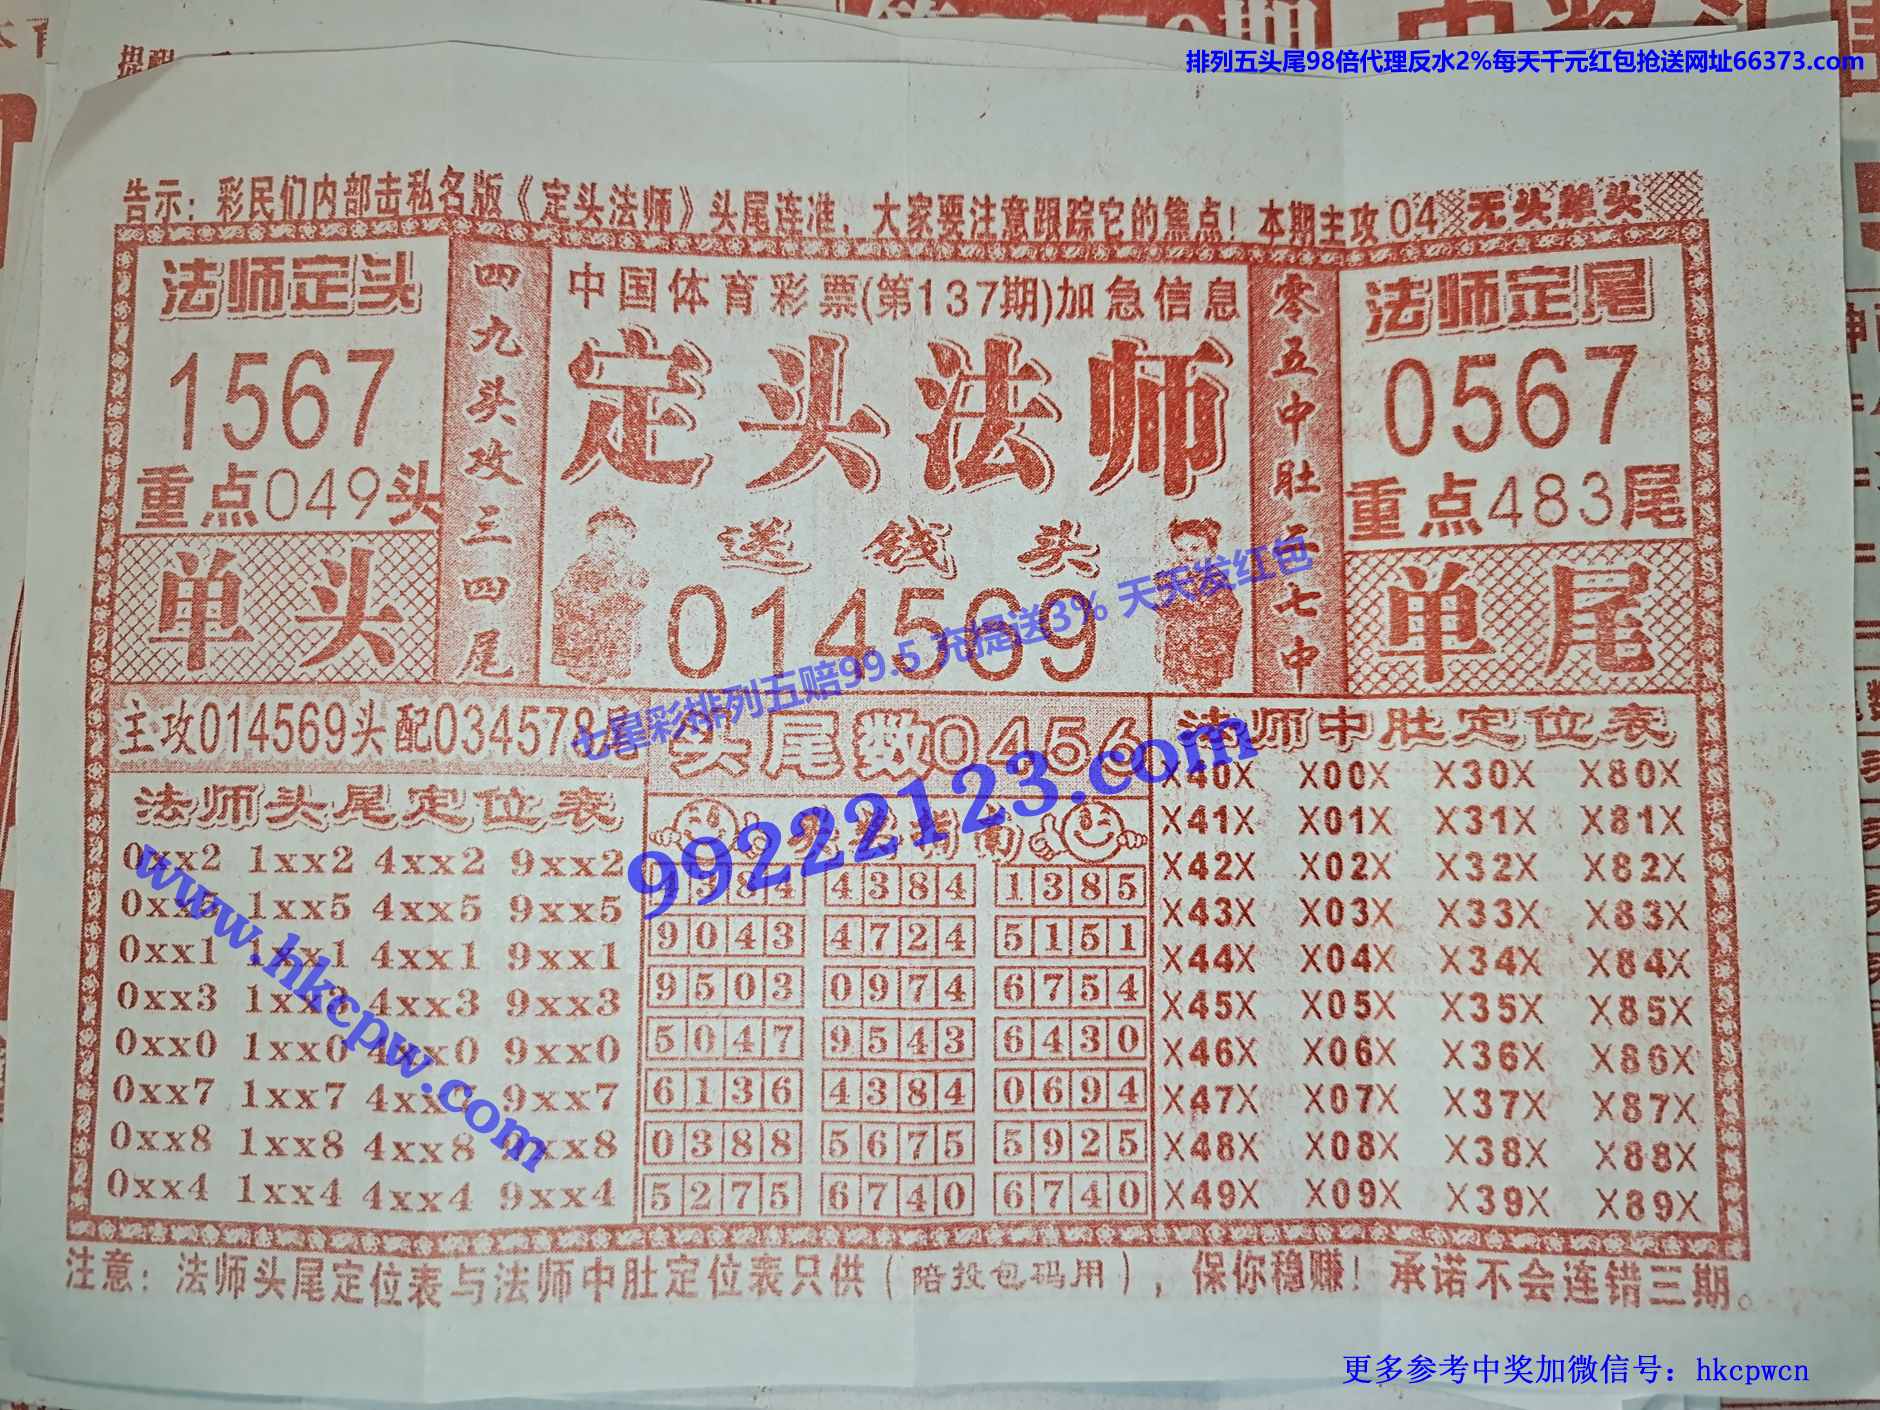 排列五头尾98倍代理反水2%每天千元红包抢送网址66373.com
告示：彩民们内部击私名版《定头法师》头尾连准，大家要注意跟踪它的焦点！本期主攻04 无头单头
法师定头
1567
重点049头
单头
四九头攻三四尾
中国体育彩票(第137期)加急信息
定头法师
送钱头
014569
零五中肚
七中
法师定尾
0567
重点483尾
单尾
七星彩排列五赔99.5 充提送3% 天天发红包
主攻014569头配034578尾
头尾数0456
法师中肚定位表
99222123.com
www.hkcpw.com
法师头尾定位表
0xx2 1xx2 4xx2 9xx2
0xx5 1xx5 4xx5 9xx5
0xx1 1xx1 4xx1 9xx1
0xx3 1xx3 4xx3 9xx3
0xx0 1xx0 4xx0 9xx0
0xx7 1xx7 4xx7 9xx7
0xx8 1xx8 4xx8 9xx8
0xx4 1xx4 4xx4 9xx4
指南
384 4384 1385
9043 4724 5151
9503 0974 6754
5047 9543 6430
6136 4384 0694
0388 5675 5925
5275 6740 6740
X40X X00X X30X X80X
X41X X01X X31X X81X
X42X X02X X32X X82X
X43X X03X X33X X83X
X44X X04X X34X X84X
X45X X05X X35X X85X
X46X X06X X36X X86X
X47X X07X X37X X87X
X48X X08X X38X X88X
X49X X09X X39X X89X
注意：法师头尾定位表与法师中肚定位表只供（陪投包码用），保你稳赚！承诺不会连错三期。
更多参考中奖加微信号：hkcpwcn